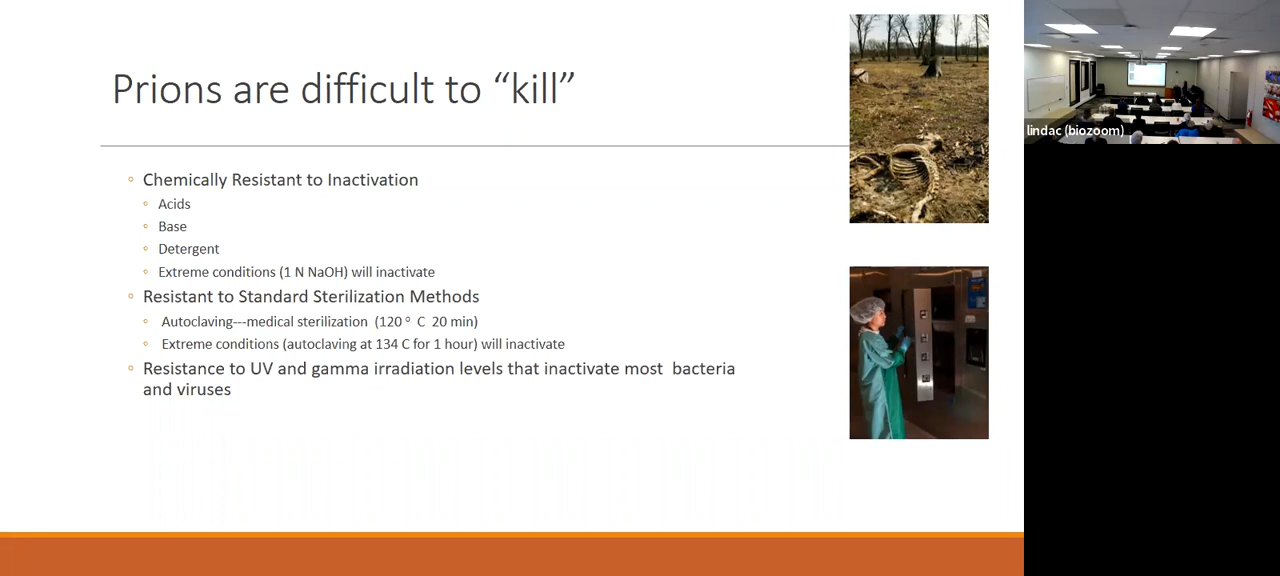 Prions are difficult to “kill”
Chemically Resistant to Inactivation
Acids
Base
Detergent
Extreme conditions (1 N NaOH) will inactivate
Resistant to Standard Sterilization Methods
Autoclaving---medical sterilization (120 ° C 20 min)
Extreme conditions (autoclaving at 134 C for 1 hour) will inactivate
Resistance to UV and gamma irradiation levels that inactivate most bacteria
and viruses
lindac (biozoom)